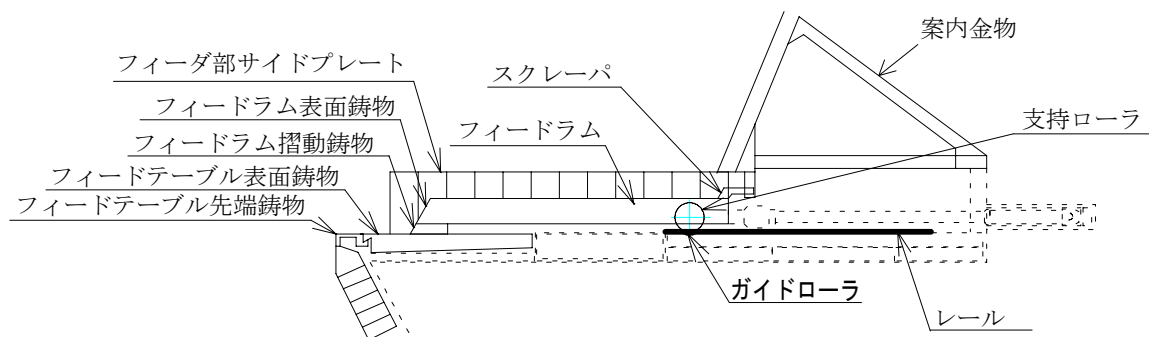 案内金物
フィーダ部サイドプレート
スクレーパ
フィードラム表面鋳物
フィードラム
支持ローラ
フィードラム摺動鋳物
フィードテーブル表面鋳物
フィードテーブル先端鋳物
ガイドローラ
レール